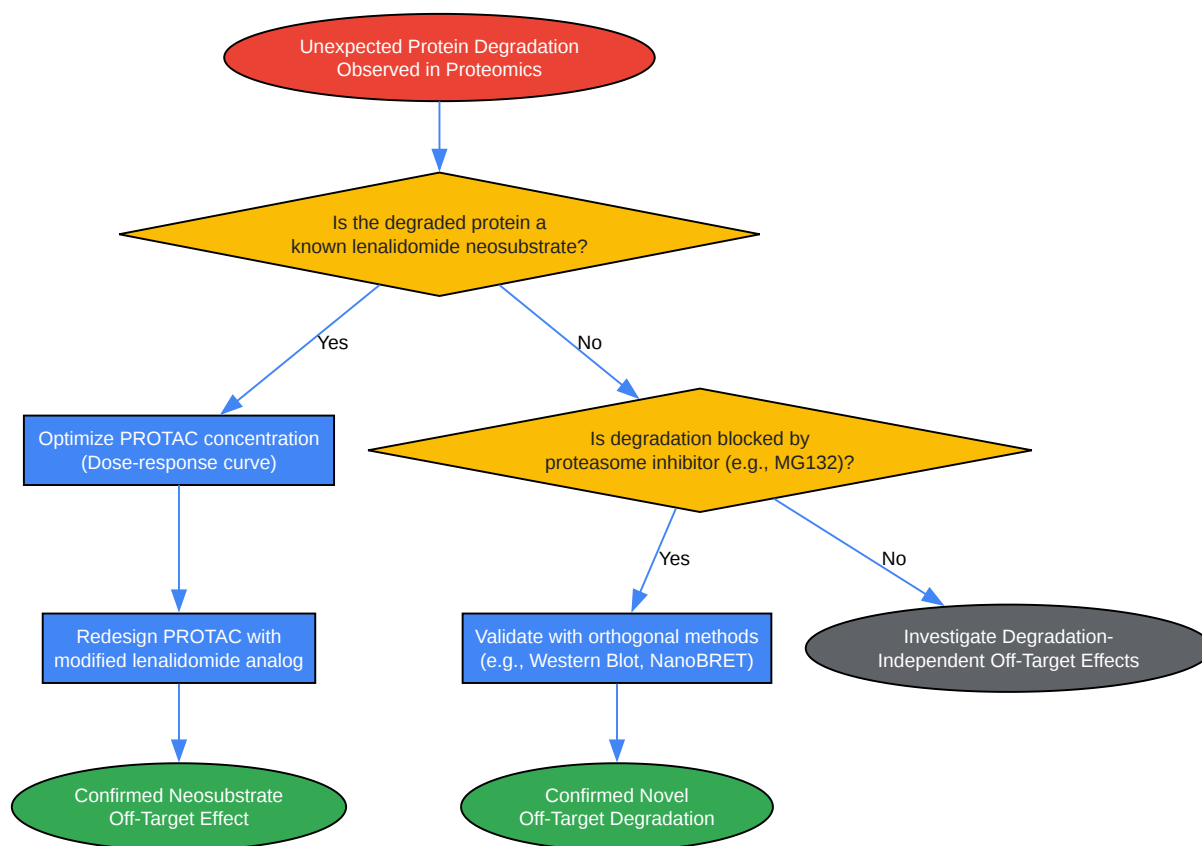 Unexpected Protein Degradation
Observed in Proteomics
Is the degraded protein a
known lenalidomide neosubstrate?
Yes
No
Optimize PROTAC concentration
(Dose-response curve)
Is degradation blocked by
proteasome inhibitor (e.g., MG132)?
Yes
No
Redesign PROTAC with
modified lenalidomide analog
Validate with orthogonal methods
(e.g., Western Blot, NanoBRET)
Investigate Degradation-
Independent Off-Target Effects
Confirmed Neosubstrate
Off-Target Effect
Confirmed Novel
Off-Target Degradation